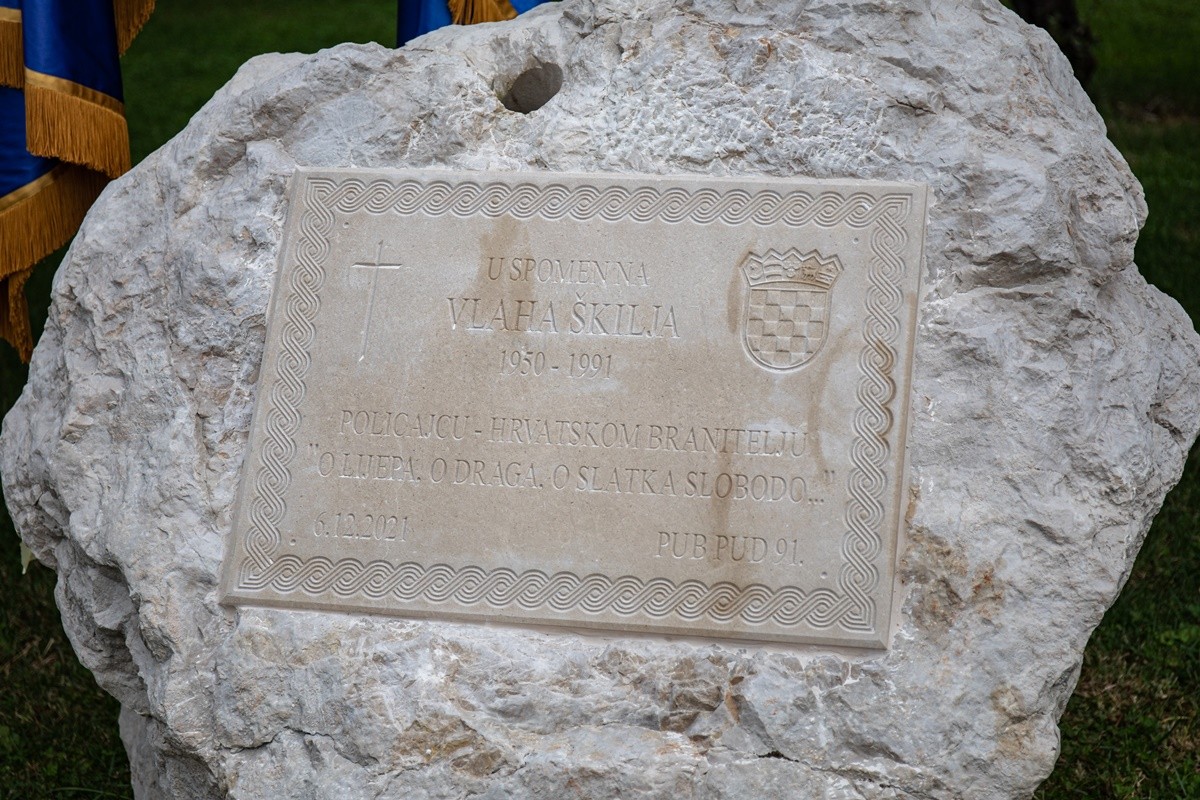 U SPOMEN NA
VLAHA ŠKILJA
1950 - 1991
POLICAJCU - HRVATSKOM BRANITELJU
"O LIJEPA, O DRAGA, O SLATKA SLOBODO..."
6.12.2021
PUB PUD 91.